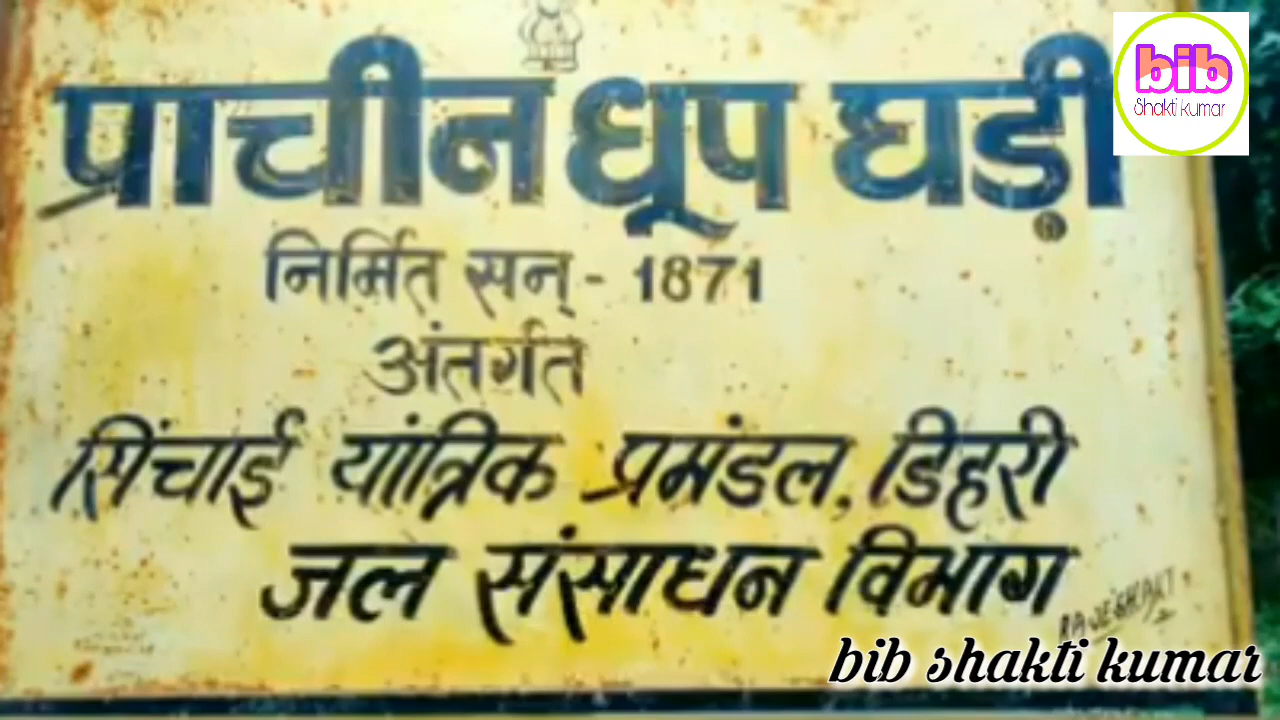 bib
Shakti kumar
प्राचीन धूप घड़ी
निर्मित सन् - 1871
अंतर्गत
सिंचाई यांत्रिक प्रमंडल, डिहरी
जल संसाधन विभाग
bib shakti kumar